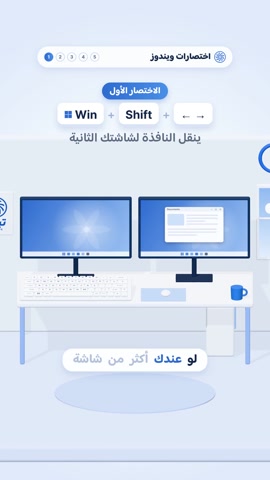 اختصارات ويندوز
1 2 3 4 5
الاختصار الأول
Win + Shift + ← →
ينقل النافذة لشاشتك الثانية
لو عندك أكثر من شاشة